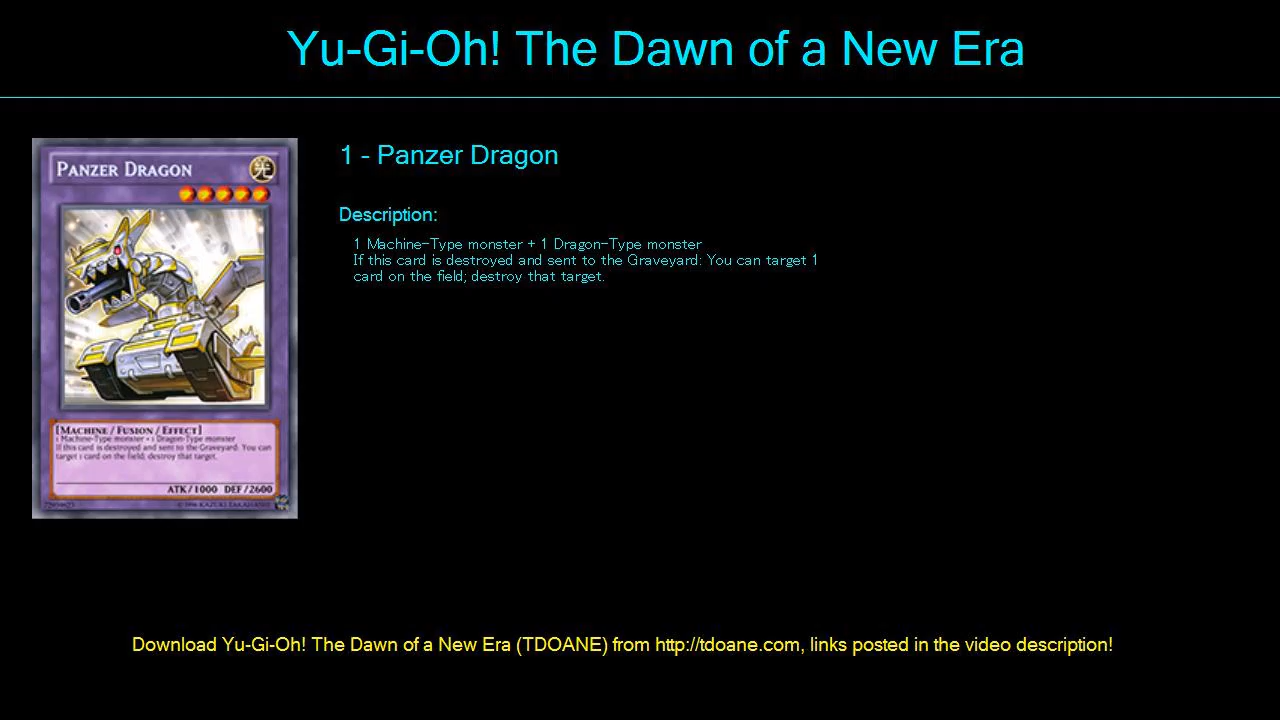 Yu-Gi-Oh! The Dawn of a New Era
PANZER DRAGON
光
[MACHINE / FUSION / EFFECT]
1 Machine-Type monster + 1 Dragon-Type monster
If this card is destroyed and sent to the Graveyard: You can
target 1 card on the field; destroy that target.
ATK/1000 DEF/2600
© 1996 KAZUKI TAKAHASHI
1 - Panzer Dragon
Description:
1 Machine-Type monster + 1 Dragon-Type monster
If this card is destroyed and sent to the Graveyard: You can target 1
card on the field; destroy that target.
Download Yu-Gi-Oh! The Dawn of a New Era (TDOANE) from http://tdoane.com, links posted in the video description!